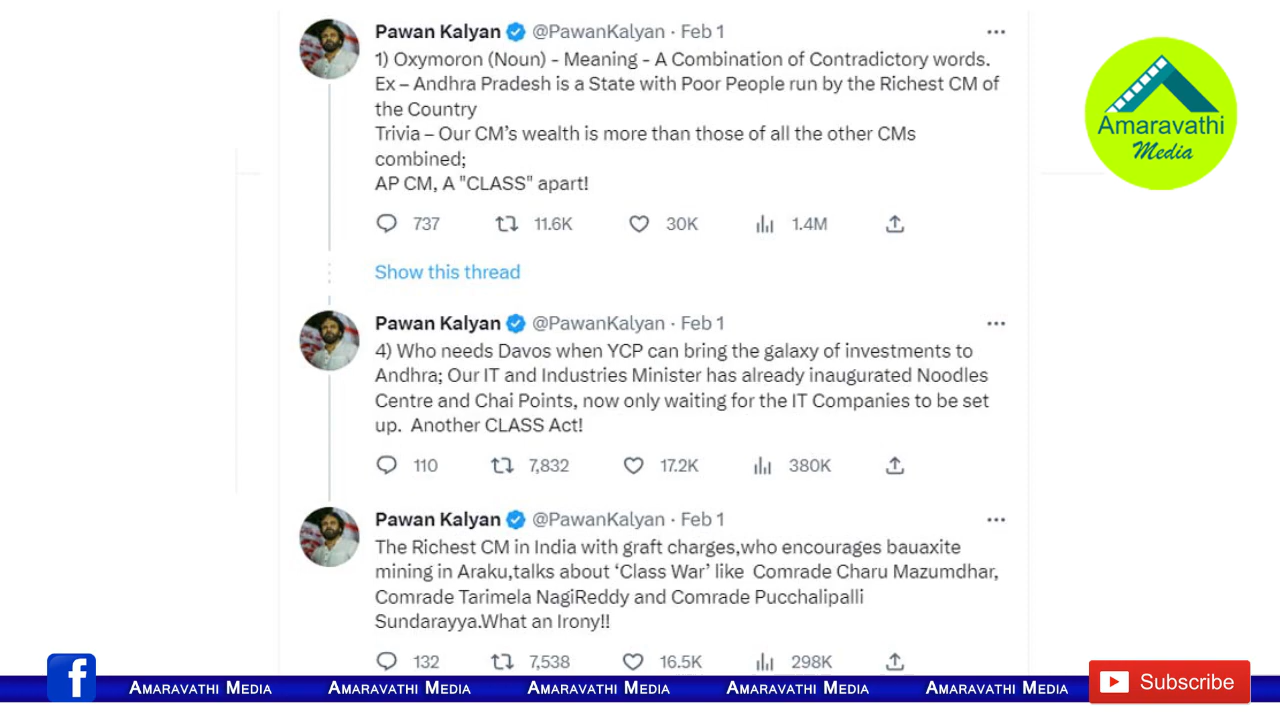 Pawan Kalyan @PawanKalyan · Feb 1
1) Oxymoron (Noun) - Meaning - A Combination of Contradictory words.
Ex – Andhra Pradesh is a State with Poor People run by the Richest CM of
the Country
Trivia – Our CM's wealth is more than those of all the other CMs
combined;
AP CM, A "CLASS" apart!
737 11.6K 30K 1.4M
Show this thread
Pawan Kalyan @PawanKalyan · Feb 1
4) Who needs Davos when YCP can bring the galaxy of investments to
Andhra; Our IT and Industries Minister has already inaugurated Noodles
Centre and Chai Points, now only waiting for the IT Companies to be set
up. Another CLASS Act!
110 7,832 17.2K 380K
Pawan Kalyan @PawanKalyan · Feb 1
The Richest CM in India with graft charges,who encourages bauaxite
mining in Araku,talks about ‘Class War’ like Comrade Charu Mazumdhar,
Comrade Tarimela NagiReddy and Comrade Pucchalipalli
Sundarayya.What an Irony!!
132 7,538 16.5K 298K
Amaravathi
Media
f
Amaravathi Media Amaravathi Media Amaravathi Media Amaravathi Media Amaravathi Media
Subscribe